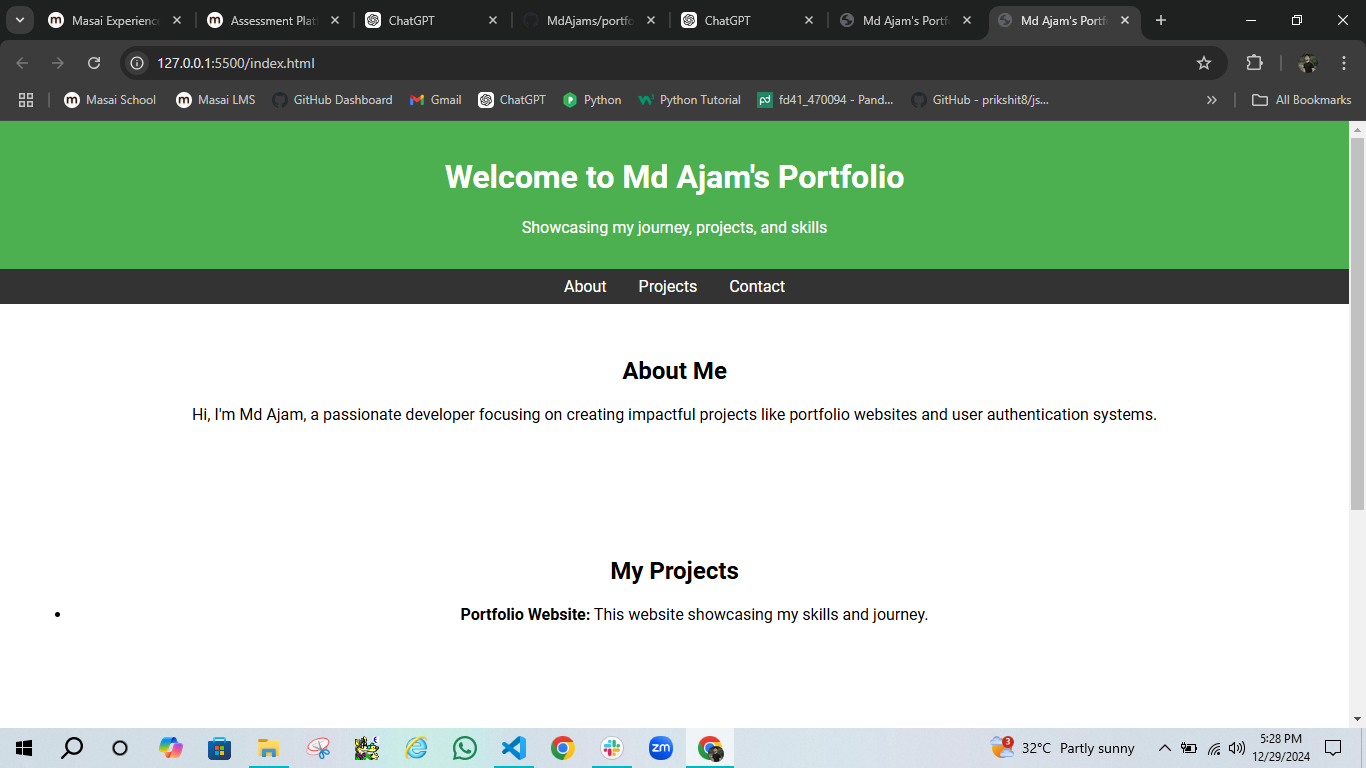 Masai Experience
Assessment Plat
ChatGPT
MdAjams/portfo
ChatGPT
Md Ajam's Portf
Md Ajam's Portf
127.0.0.1:5500/index.html
Masai School
Masai LMS
GitHub Dashboard
Gmail
ChatGPT
Python
Python Tutorial
fd41_470094 - Pand...
GitHub - prikshit8/js...
All Bookmarks
Welcome to Md Ajam's Portfolio
Showcasing my journey, projects, and skills
About Projects Contact
About Me
Hi, I'm Md Ajam, a passionate developer focusing on creating impactful projects like portfolio websites and user authentication systems.
My Projects
• Portfolio Website: This website showcasing my skills and journey.
zm
3
32°C Partly sunny
5:28 PM
12/29/2024